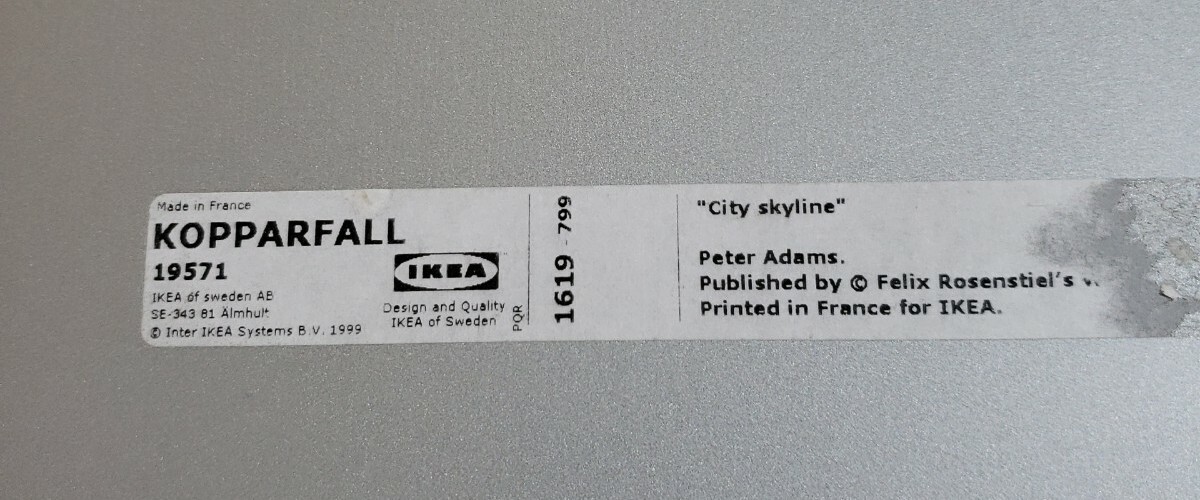 Made in France
KOPPARFALL
19571
IKEA of sweden AB
SE-343 81 Älmhult
© Inter IKEA Systems B.V. 1999
IKEA
Design and Quality
IKEA of Sweden
PQR
1619 - 799
"City skyline"
Peter Adams.
Published by © Felix Rosenstiel's
Printed in France for IKEA.